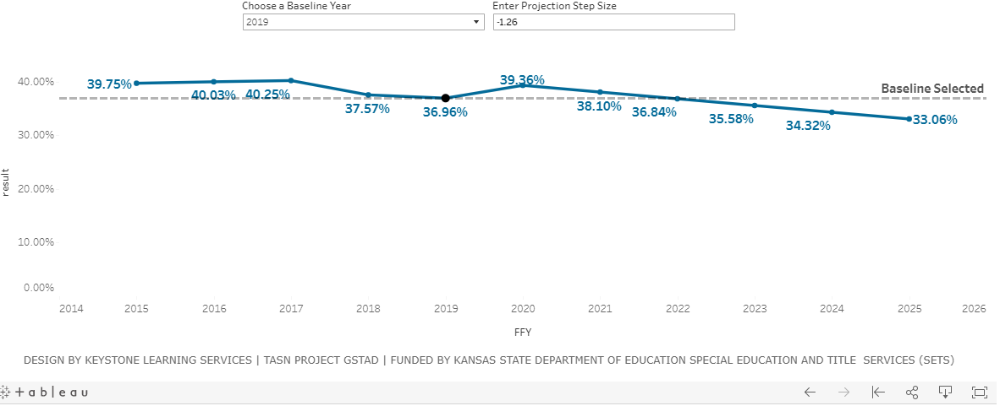 Choose a Baseline Year
Enter Projection Step Size
2019
-1.26
40.00%
30.00%
20.00%
10.00%
0.00%
result
39.75%
40.03%
40.25%
37.57%
36.96%
39.36%
38.10%
36.84%
35.58%
34.32%
33.06%
Baseline Selected
2014 2015 2016 2017 2018 2019 2020 2021 2022 2023 2024 2025 2026
FFY
DESIGN BY KEYSTONE LEARNING SERVICES | TASN PROJECT GSTAD | FUNDED BY KANSAS STATE DEPARTMENT OF EDUCATION SPECIAL EDUCATION AND TITLE  SERVICES (SETS)
+ a b l e a u